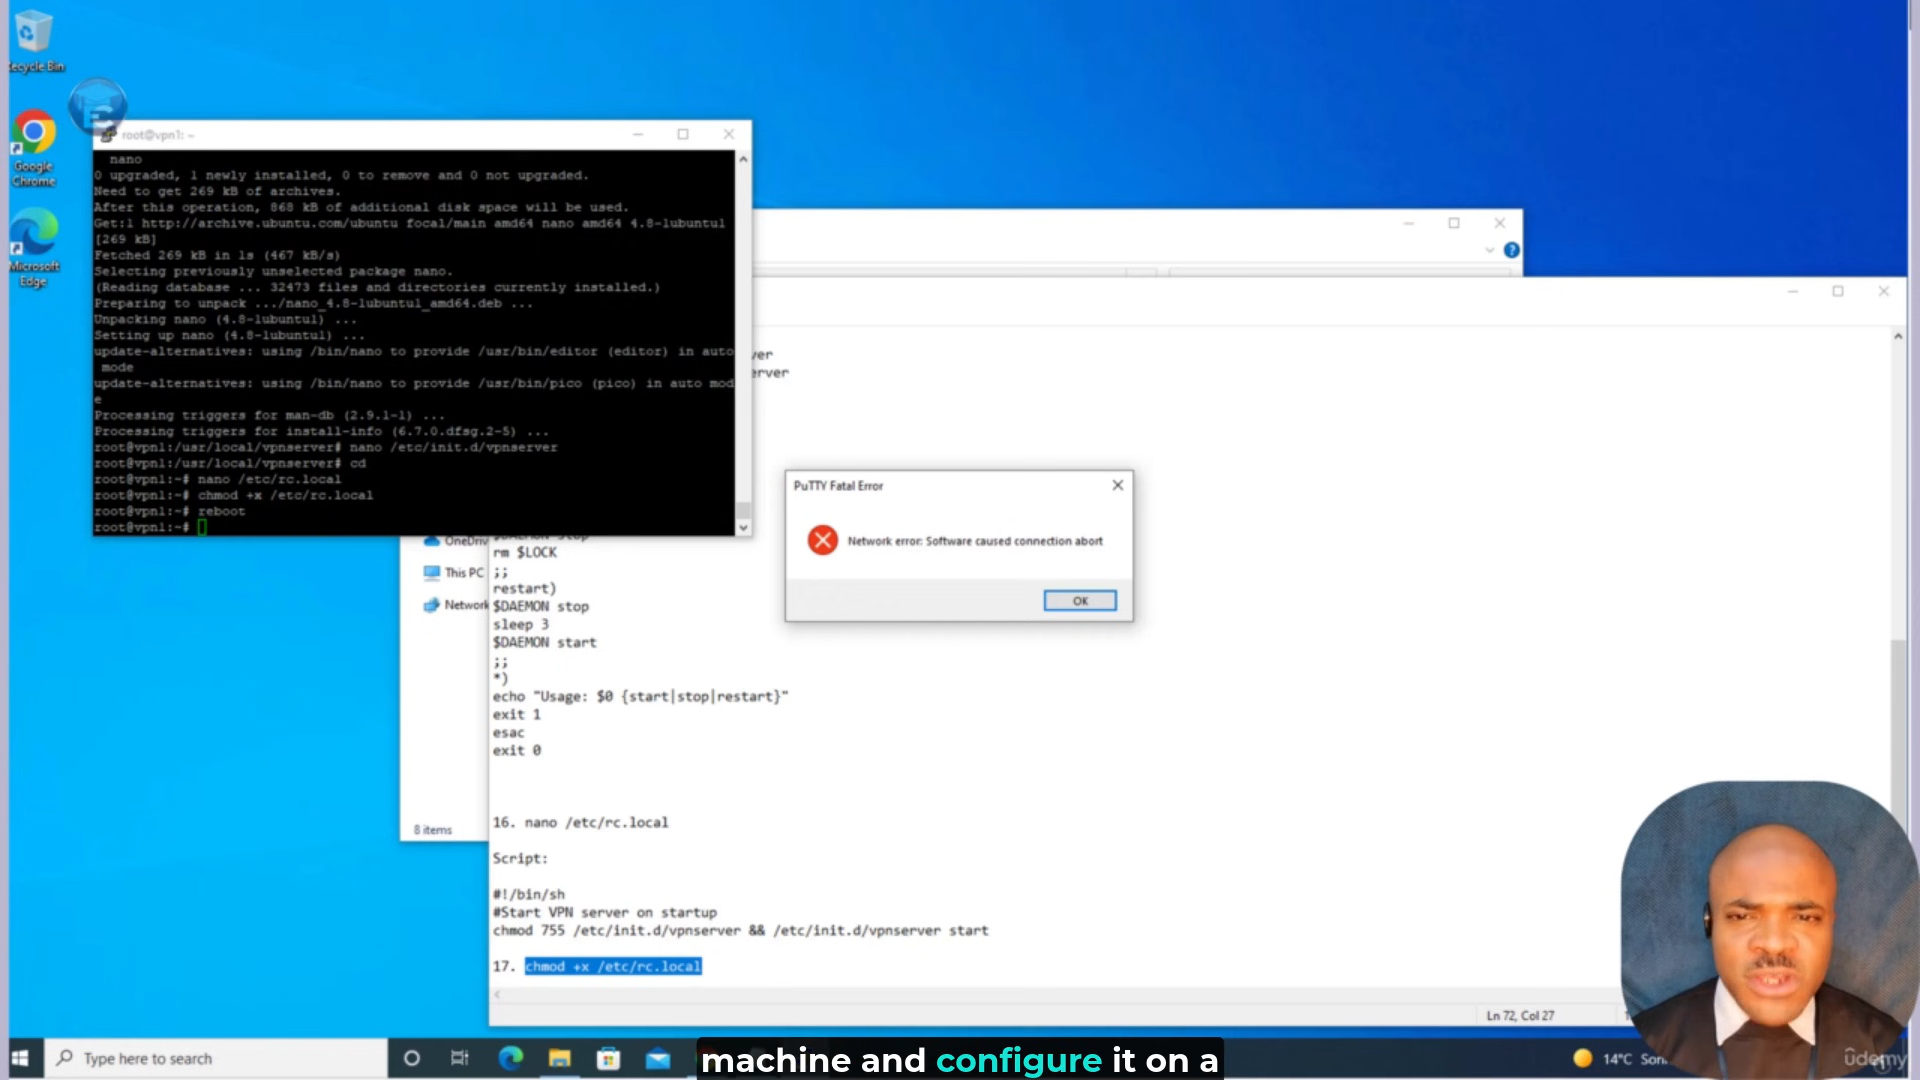 Recycle Bin
Google
Chrome
Microsoft
Edge
root@vpn1: ~
nano
0 upgraded, 1 newly installed, 0 to remove and 0 not upgraded.
Need to get 269 kB of archives.
After this operation, 868 kB of additional disk space will be used.
Get:1 http://archive.ubuntu.com/ubuntu focal/main amd64 nano amd64 4.8-1ubuntu1
[269 kB]
Fetched 269 kB in 1s (467 kB/s)
Selecting previously unselected package nano.
(Reading database ... 32473 files and directories currently installed.)
Preparing to unpack .../nano_4.8-1ubuntu1_amd64.deb ...
Unpacking nano (4.8-1ubuntu1) ...
Setting up nano (4.8-1ubuntu1) ...
update-alternatives: using /bin/nano to provide /usr/bin/editor (editor) in auto
mode
update-alternatives: using /bin/nano to provide /usr/bin/pico (pico) in auto mod
e
Processing triggers for man-db (2.9.1-1) ...
Processing triggers for install-info (6.7.0.dfsg.2-5) ...
root@vpn1:/usr/local/vpnserver# nano /etc/init.d/vpnserver
root@vpn1:/usr/local/vpnserver# cd
root@vpn1:~# nano /etc/rc.local
root@vpn1:~# chmod +x /etc/rc.local
root@vpn1:~# reboot
root@vpn1:~#
ver
erver
PuTTY Fatal Error
Network error: Software caused connection abort
OK
OneDriv
This PC
Network
8 items
$DAEMON stop
rm $LOCK
;;
restart)
$DAEMON stop
sleep 3
$DAEMON start
;;
*)
echo "Usage: $0 {start|stop|restart}"
exit 1
esac
exit 0
16. nano /etc/rc.local
Script:
#!/bin/sh
#Start VPN server on startup
chmod 755 /etc/init.d/vpnserver && /etc/init.d/vpnserver start
17. chmod +x /etc/rc.local
Ln 72, Col 27
Type here to search
machine and configure it on a
14°C Son
ûdemy